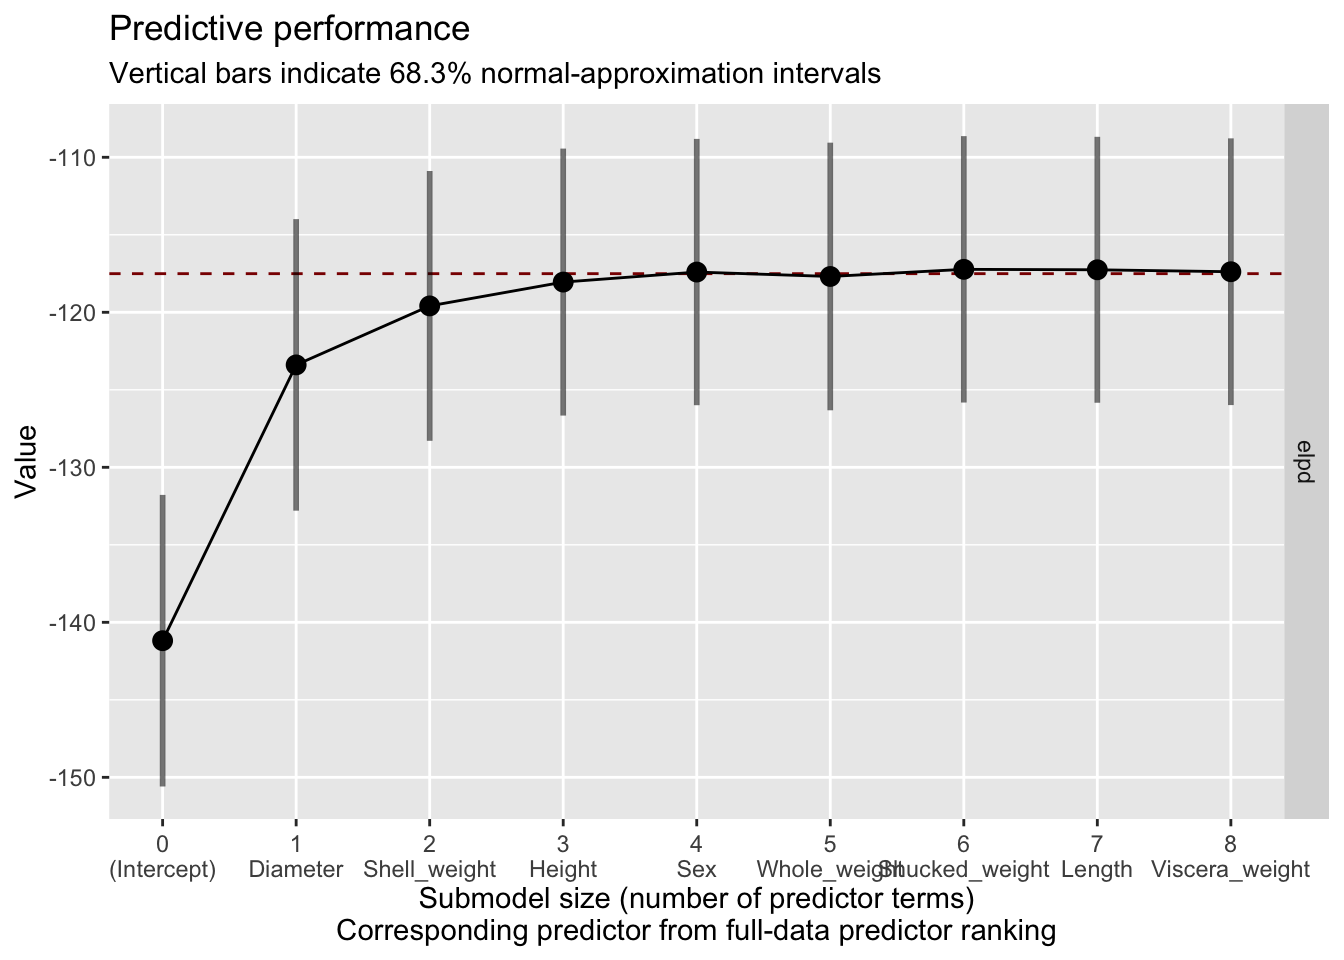 Predictive performance
Vertical bars indicate 68.3% normal-approximation intervals
Value
-110
-120
-130
-140
-150
elpd
0 1 2 3 4 5 6 7 8
(Intercept) Diameter Shell_weight Height Sex Whole_weight Shucked_weight Length Viscera_weight
Submodel size (number of predictor terms)
Corresponding predictor from full-data predictor ranking